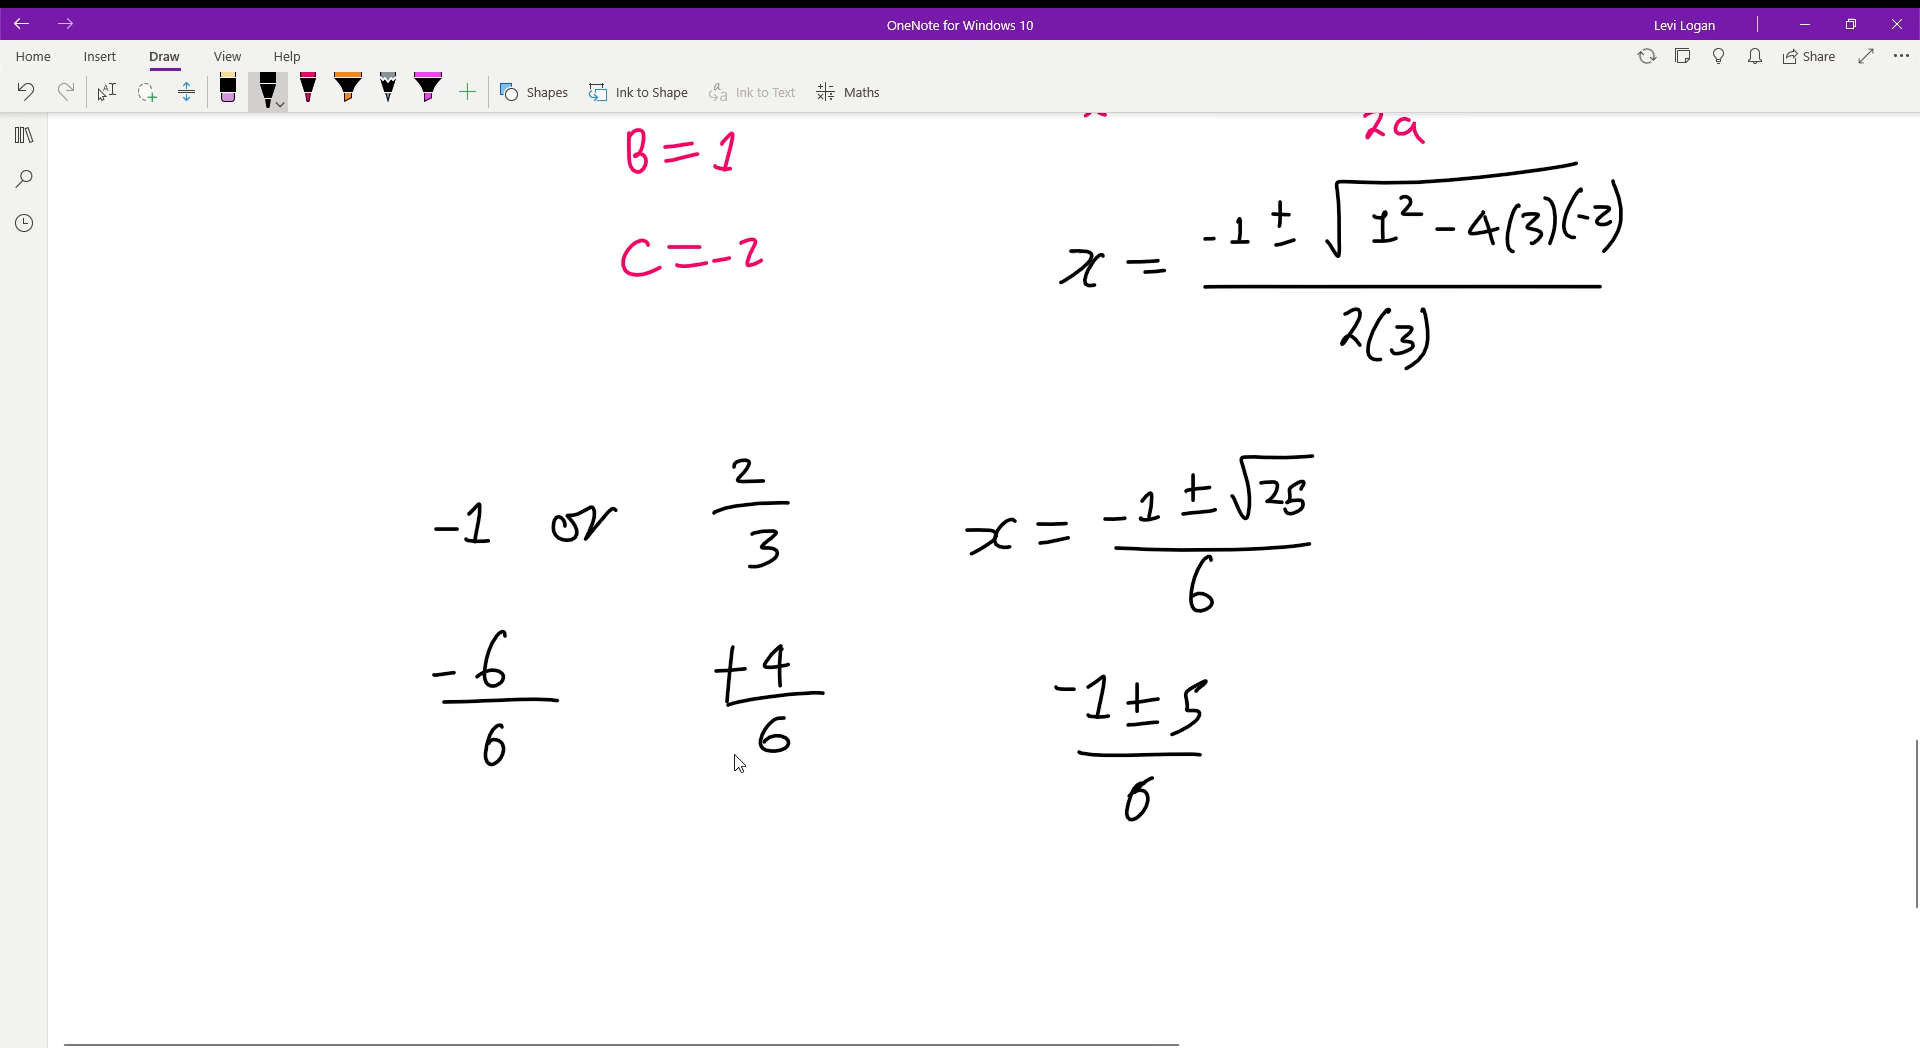 OneNote for Windows 10
Levi Logan
Home Insert Draw View Help
Share
Shapes Ink to Shape Ink to Text Maths
B = 1
2a
C = -2
x = (-1 ± √(1² - 4(3)(-2))) / 2(3)
-1 or 2/3
x = (-1 ± √25) / 6
-6/6 +4/6
(-1 ± 5) / 6